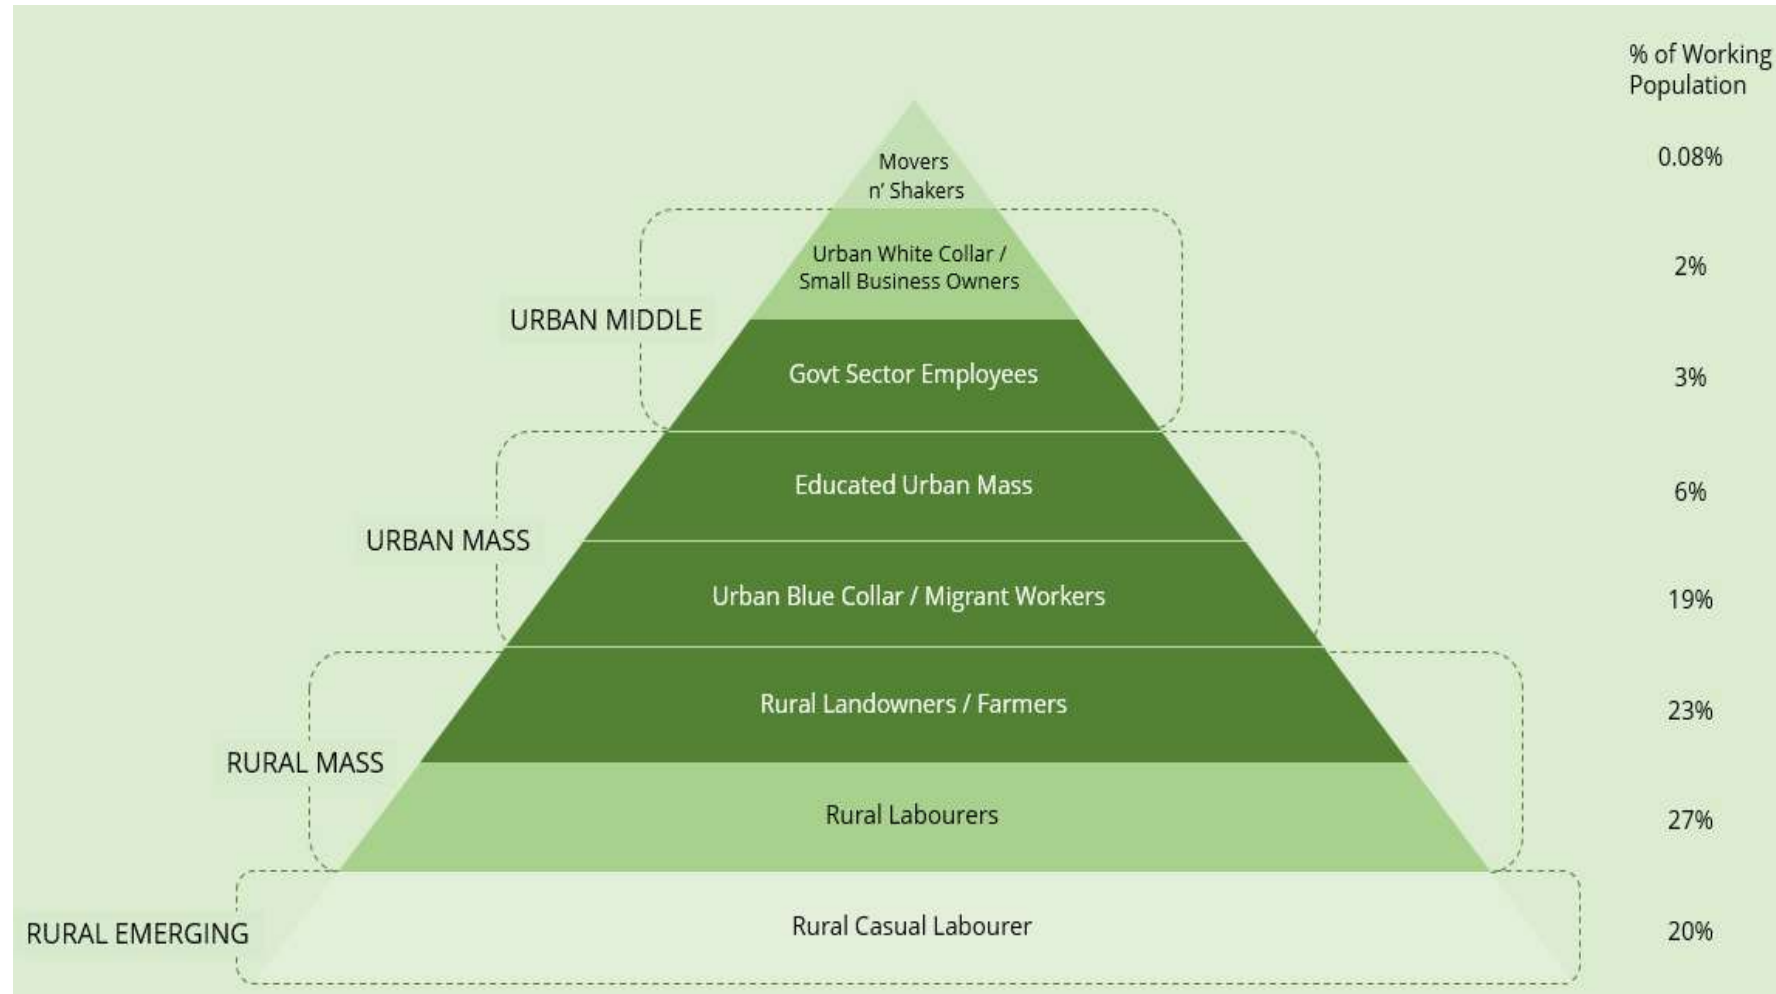 % of Working
Population
Movers
n’ Shakers
0.08%
Urban White Collar /
Small Business Owners
2%
URBAN MIDDLE
Govt Sector Employees
3%
Educated Urban Mass
6%
URBAN MASS
Urban Blue Collar / Migrant Workers
19%
Rural Landowners / Farmers
23%
RURAL MASS
Rural Labourers
27%
RURAL EMERGING
Rural Casual Labourer
20%